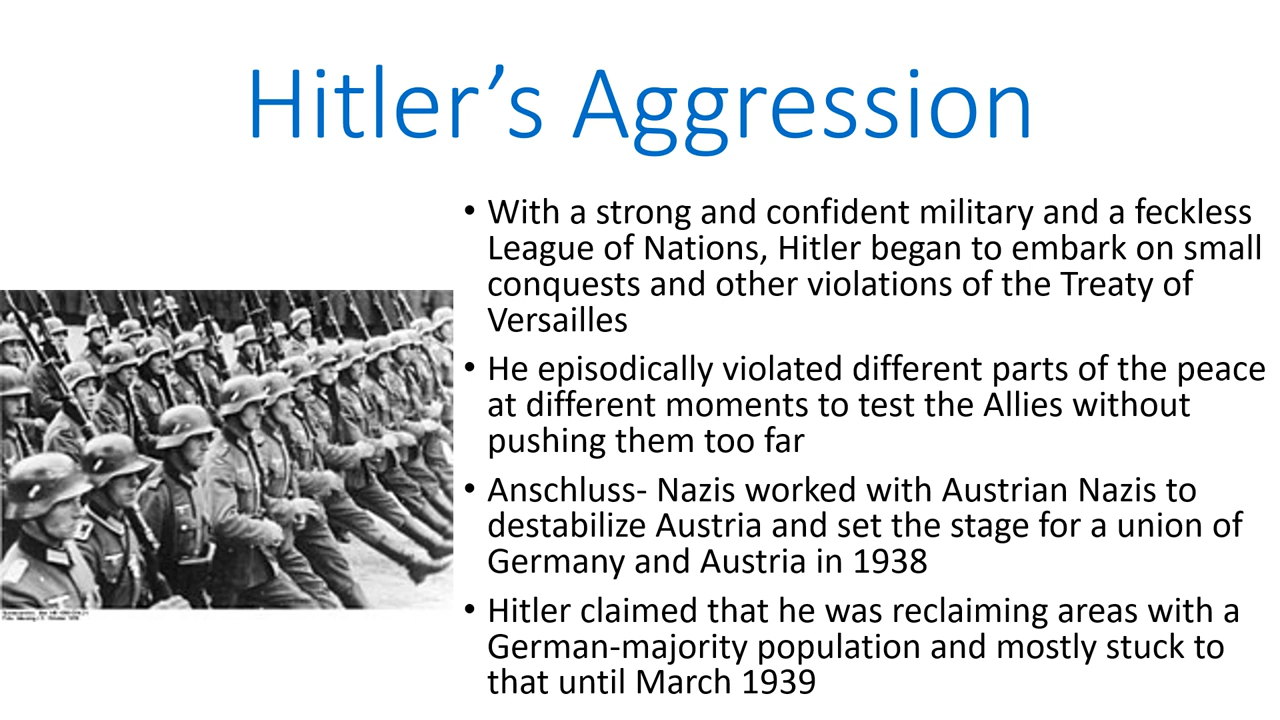 Hitler’s Aggression
• With a strong and confident military and a feckless
League of Nations, Hitler began to embark on small
conquests and other violations of the Treaty of
Versailles
• He episodically violated different parts of the peace
at different moments to test the Allies without
pushing them too far
• Anschluss- Nazis worked with Austrian Nazis to
destabilize Austria and set the stage for a union of
Germany and Austria in 1938
• Hitler claimed that he was reclaiming areas with a
German-majority population and mostly stuck to
that until March 1939